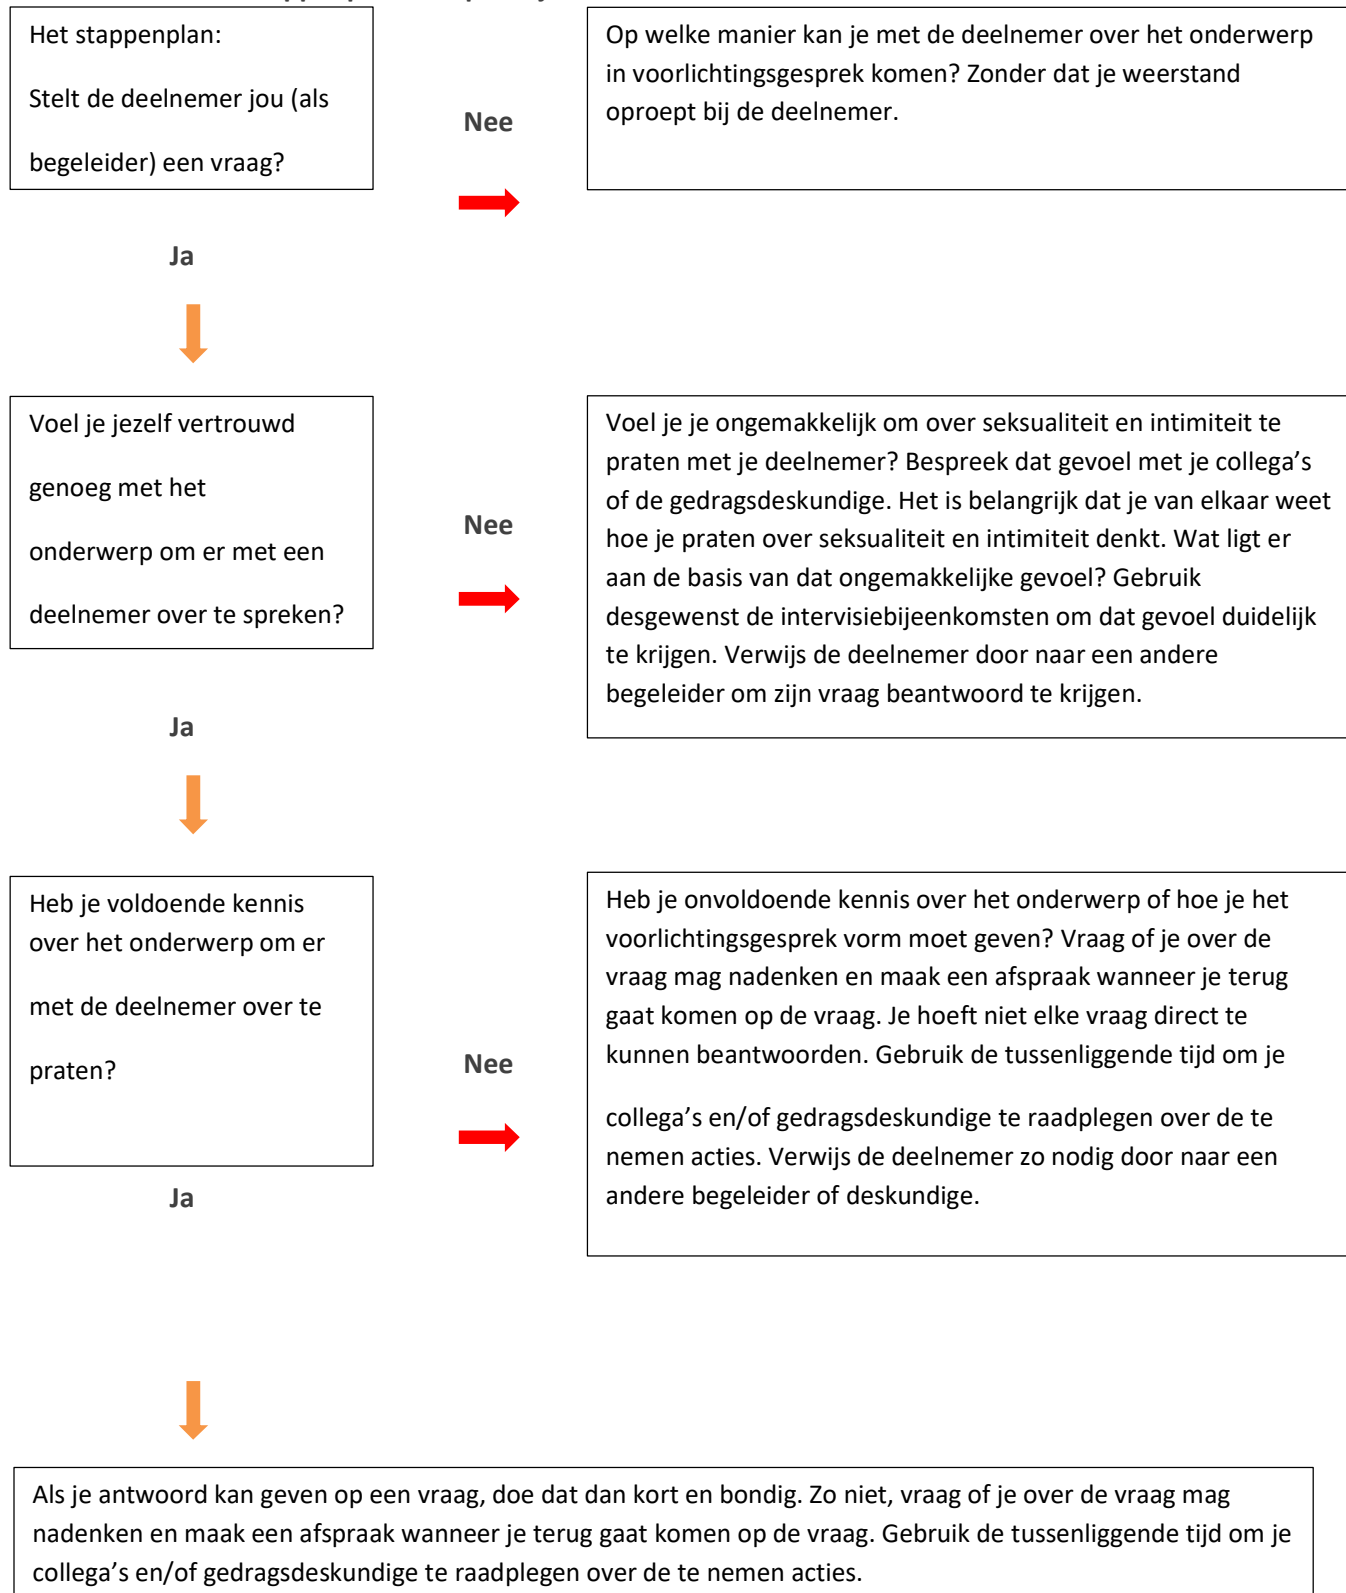 Het stappenplan:
Stelt de deelnemer jou (als
begeleider) een vraag?
Nee
Op welke manier kan je met de deelnemer over het onderwerp
in voorlichtingsgesprek komen? Zonder dat je weerstand
oproept bij de deelnemer.
Ja
Voel je jezelf vertrouwd
genoeg met het
onderwerp om er met een
deelnemer over te spreken?
Nee
Voel je je ongemakkelijk om over seksualiteit en intimiteit te
praten met je deelnemer? Bespreek dat gevoel met je collega’s
of de gedragsdeskundige. Het is belangrijk dat je van elkaar weet
hoe je praten over seksualiteit en intimiteit denkt. Wat ligt er
aan de basis van dat ongemakkelijke gevoel? Gebruik
desgewenst de intervisiebijeenkomsten om dat gevoel duidelijk
te krijgen. Verwijs de deelnemer door naar een andere
begeleider om zijn vraag beantwoord te krijgen.
Ja
Heb je voldoende kennis
over het onderwerp om er
met de deelnemer over te
praten?
Nee
Heb je onvoldoende kennis over het onderwerp of hoe je het
voorlichtingsgesprek vorm moet geven? Vraag of je over de
vraag mag nadenken en maak een afspraak wanneer je terug
gaat komen op de vraag. Je hoeft niet elke vraag direct te
kunnen beantwoorden. Gebruik de tussenliggende tijd om je
collega’s en/of gedragsdeskundige te raadplegen over de te
nemen acties. Verwijs de deelnemer zo nodig door naar een
andere begeleider of deskundige.
Ja
Als je antwoord kan geven op een vraag, doe dat dan kort en bondig. Zo niet, vraag of je over de vraag mag
nadenken en maak een afspraak wanneer je terug gaat komen op de vraag. Gebruik de tussenliggende tijd om je
collega’s en/of gedragsdeskundige te raadplegen over de te nemen acties.